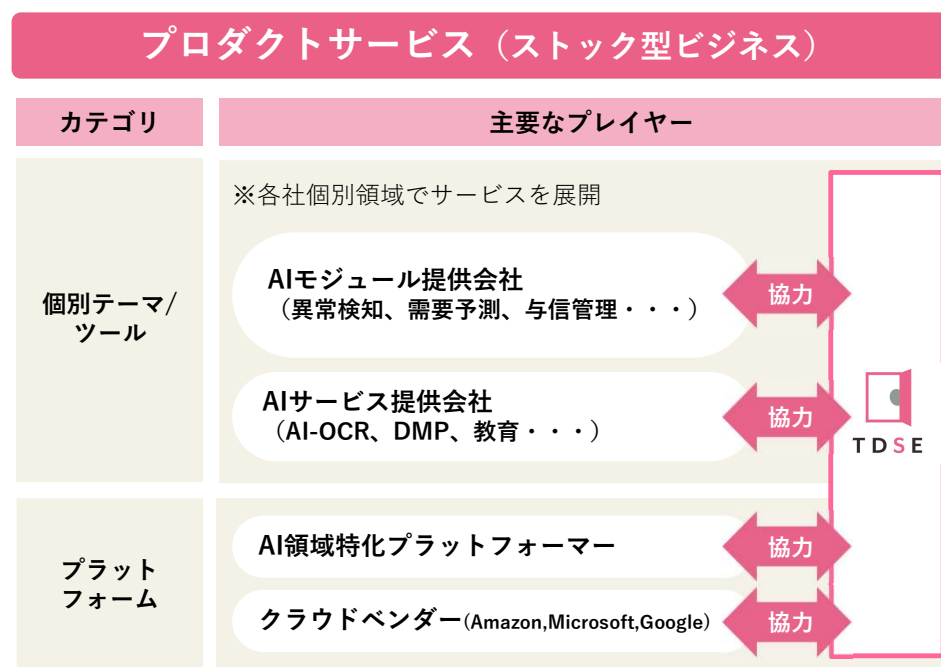 プロダクトサービス（ストック型ビジネス）
カテゴリ
主要なプレイヤー
個別テーマ/
ツール
※各社個別領域でサービスを展開
AIモジュール提供会社
（異常検知、需要予測、与信管理・・・）
協力
AIサービス提供会社
（AI-OCR、DMP、教育・・・）
協力
TDSE
プラット
フォーム
AI領域特化プラットフォーマー
協力
クラウドベンダー(Amazon,Microsoft,Google)
協力